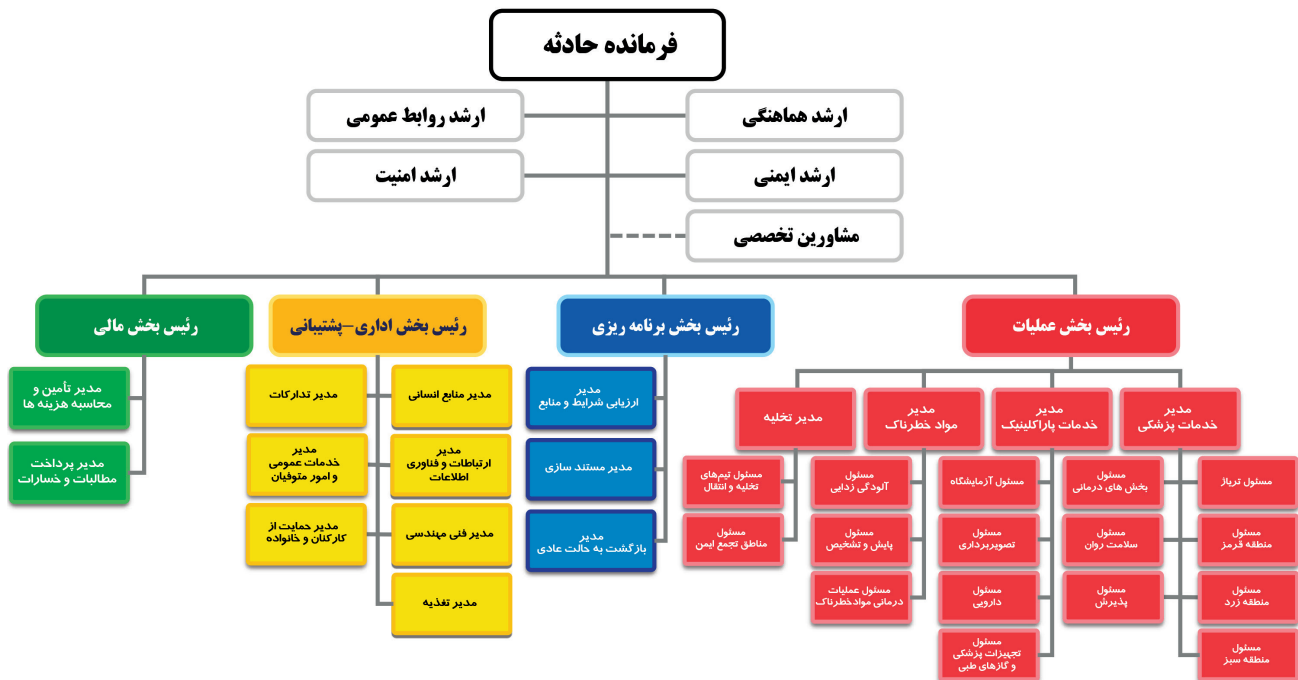 فرمانده حادثه
ارشد هماهنگی
ارشد روابط عمومی
ارشد ایمنی
ارشد امنیت
مشاورین تخصصی
رئیس بخش عملیات
رئیس بخش برنامه ریزی
رئیس بخش اداری-پشتیبانی
رئیس بخش مالی
مدیر
خدمات پزشکی
مدیر
خدمات پاراکلینیک
مدیر
مواد خطرناک
مدیر تخلیه
مسئول تریاژ
مسئول
منطقه قرمز
مسئول
منطقه زرد
مسئول
منطقه سبز
مسئول
بخش های درمانی
مسئول
سلامت روان
مسئول
پذیرش
مسئول آزمایشگاه
مسئول
تصویربرداری
مسئول
دارویی
مسئول
تجهیزات پزشکی
و گازهای طبی
مسئول
آلودگی زدایی
مسئول
پایش و تشخیص
مسئول عملیات
درمانی موادخطرناک
مسئول تیم‌های
تخلیه و انتقال
مسئول
مناطق تجمع ایمن
مدیر
ارزیابی شرایط و منابع
مدیر مستند سازی
مدیر
بازگشت به حالت عادی
مدیر منابع انسانی
مدیر
ارتباطات و فناوری
اطلاعات
مدیر فنی مهندسی
مدیر تغذیه
مدیر تدارکات
مدیر
خدمات عمومی
و امور متوفیان
مدیر حمایت از
کارکنان و خانواده
مدیر تأمین و
محاسبه هزینه ها
مدیر پرداخت
مطالبات و خسارات